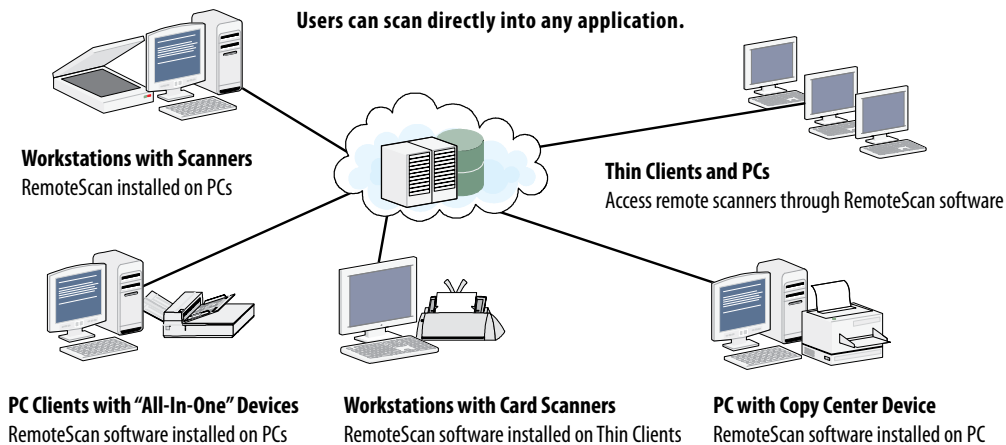 Users can scan directly into any application.
Workstations with Scanners
RemoteScan installed on PCs
Thin Clients and PCs
Access remote scanners through RemoteScan software
PC Clients with “All-In-One” Devices
RemoteScan software installed on PCs
Workstations with Card Scanners
RemoteScan software installed on Thin Clients
PC with Copy Center Device
RemoteScan software installed on PC